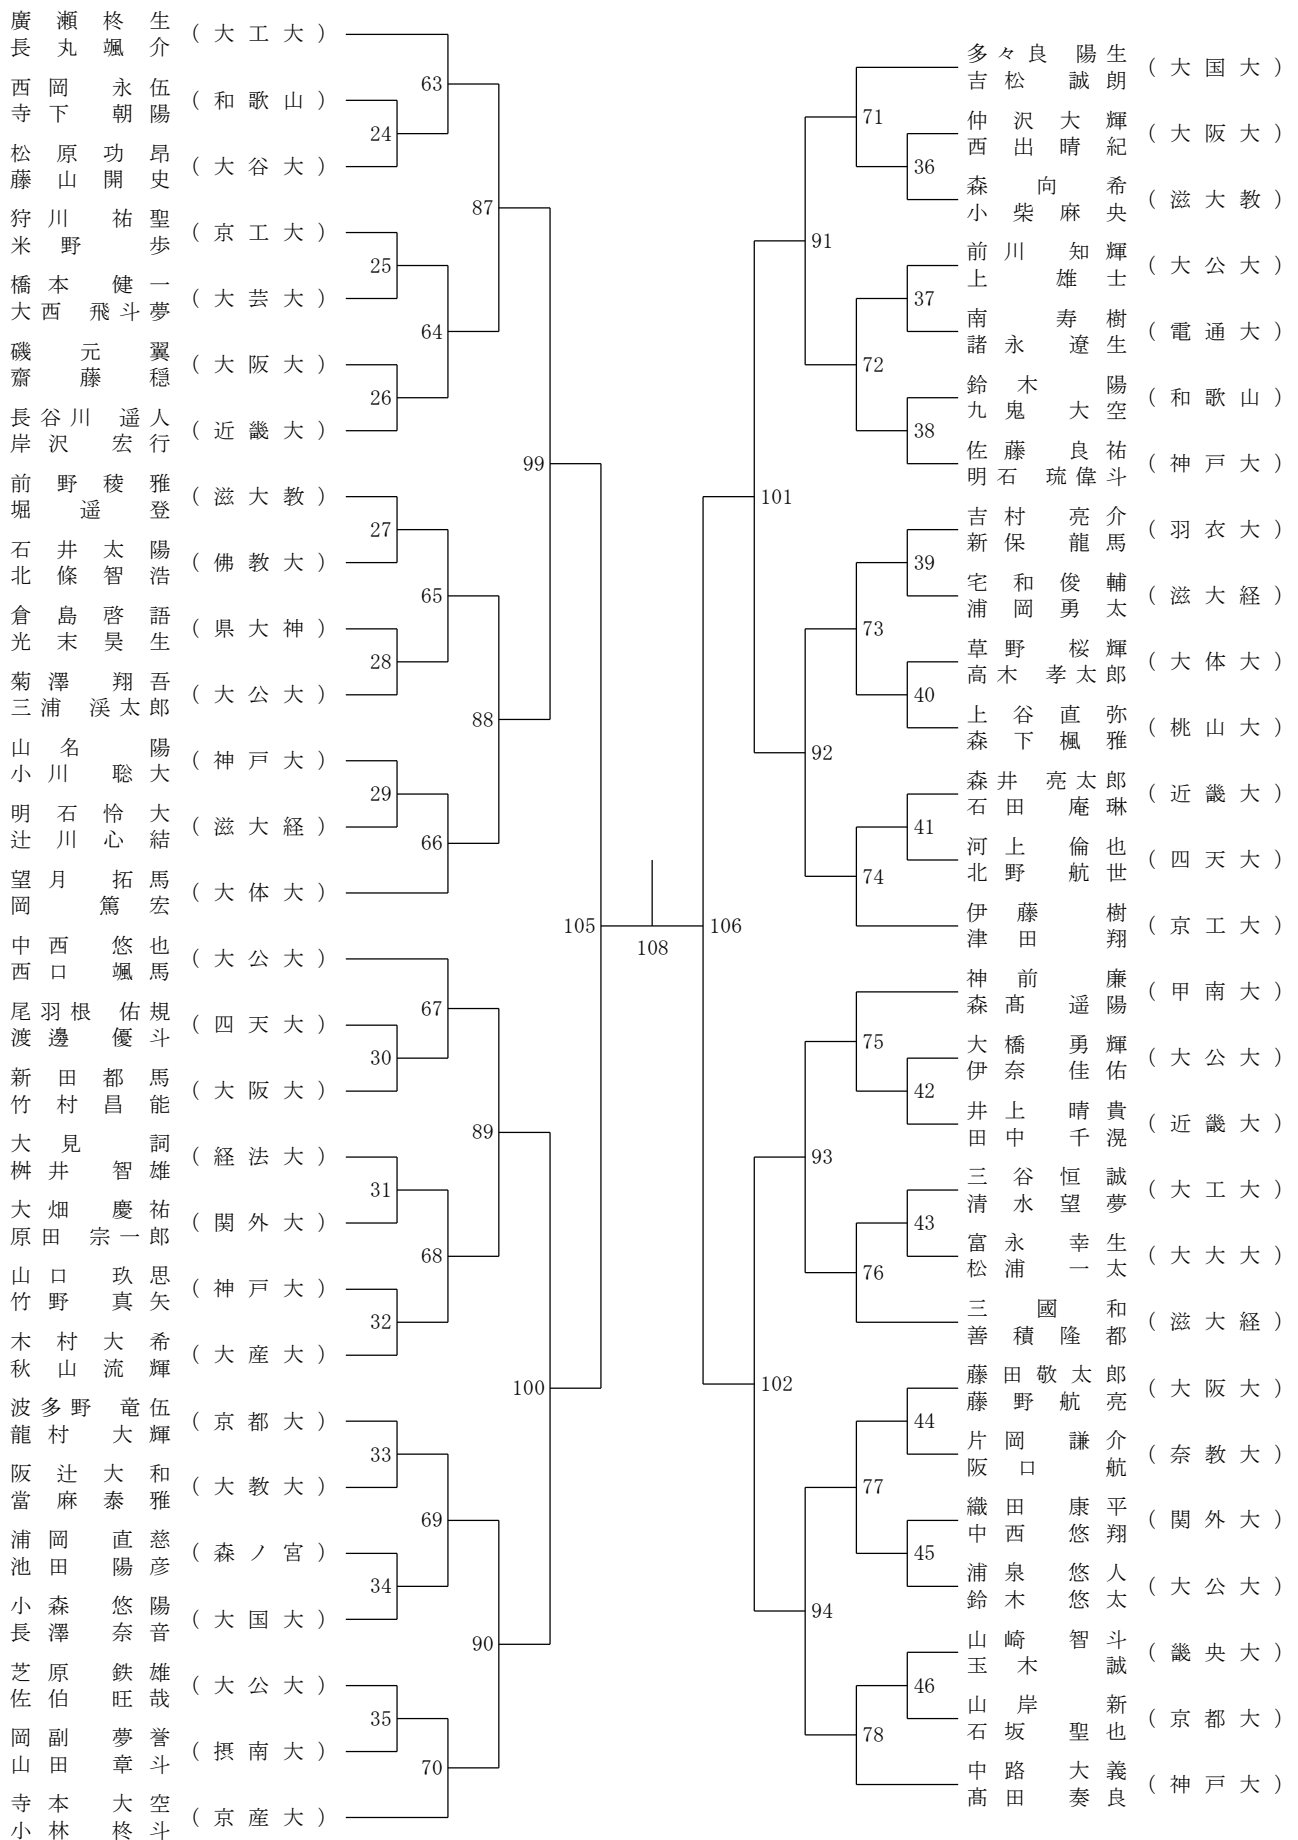 廣瀬柊生
長丸颯介
(大工大)
西岡永伍
寺下朝陽
(和歌山)
松原功昂
藤山開史
(大谷大)
狩川祐聖
米野歩
(京工大)
橋本健一
大西飛斗夢
(大芸大)
磯元翼
齋藤穏
(大阪大)
長谷川遥人
岸沢宏行
(近畿大)
前野稜雅
堀遥登
(滋大教)
石井太陽
北條智浩
(佛教大)
倉島啓語
光末昊生
(県大神)
菊澤翔吾
三浦渓太郎
(大公大)
山名陽
小川聡大
(神戸大)
明石怜大
辻川心結
(滋大経)
望月拓馬
岡篤宏
(大体大)
中西悠也
西口颯馬
(大公大)
尾羽根佑規
渡邊優斗
(四天大)
新田都馬
竹村昌能
(大阪大)
大見詞
桝井智雄
(経法大)
大畑慶祐
原田宗一郎
(関外大)
山口玖思
竹野真矢
(神戸大)
木村大希
秋山流輝
(大産大)
波多野竜伍
龍村大輝
(京都大)
阪辻大和
當麻泰雅
(大教大)
浦岡直慈
池田陽彦
(森ノ宮)
小森悠陽
長澤奈音
(大国大)
芝原鉄雄
佐伯旺哉
(大公大)
岡副夢誉
山田章斗
(摂南大)
寺本大空
小林柊斗
(京産大)
63
24
87
25
64
26
99
27
65
28
88
29
66
105
67
30
89
31
68
32
100
33
69
34
90
35
70
108
106
101
102
91
92
93
94
71
36
37
72
38
39
73
40
41
74
75
42
43
76
44
77
45
46
78
多々良陽生
吉松誠朗
(大国大)
仲沢大輝
西出晴紀
(大阪大)
森向希
小柴麻央
(滋大教)
前川知輝
上雄士
(大公大)
南寿樹
諸永遼生
(電通大)
鈴木陽
九鬼大空
(和歌山)
佐藤良祐
明石琉偉斗
(神戸大)
吉村亮介
新保龍馬
(羽衣大)
宅和俊輔
浦岡勇太
(滋大経)
草野桜輝
高木孝太郎
(大体大)
上谷直弥
森下楓雅
(桃山大)
森井亮太郎
石田庵琳
(近畿大)
河上倫也
北野航世
(四天大)
伊藤樹
津田翔
(京工大)
神前廉
森髙遥陽
(甲南大)
大橋勇輝
伊奈佳佑
(大公大)
井上晴貴
田中千滉
(近畿大)
三谷恒誠
清水望夢
(大工大)
富永幸生
松浦一太
(大大大)
三國和
善積隆都
(滋大経)
藤田敬太郎
藤野航亮
(大阪大)
片岡謙介
阪口航
(奈教大)
織田康平
中西悠翔
(関外大)
浦泉悠人
鈴木悠太
(大公大)
山崎智斗
玉木誠
(畿央大)
山岸新
石坂聖也
(京都大)
中路大義
髙田奏良
(神戸大)